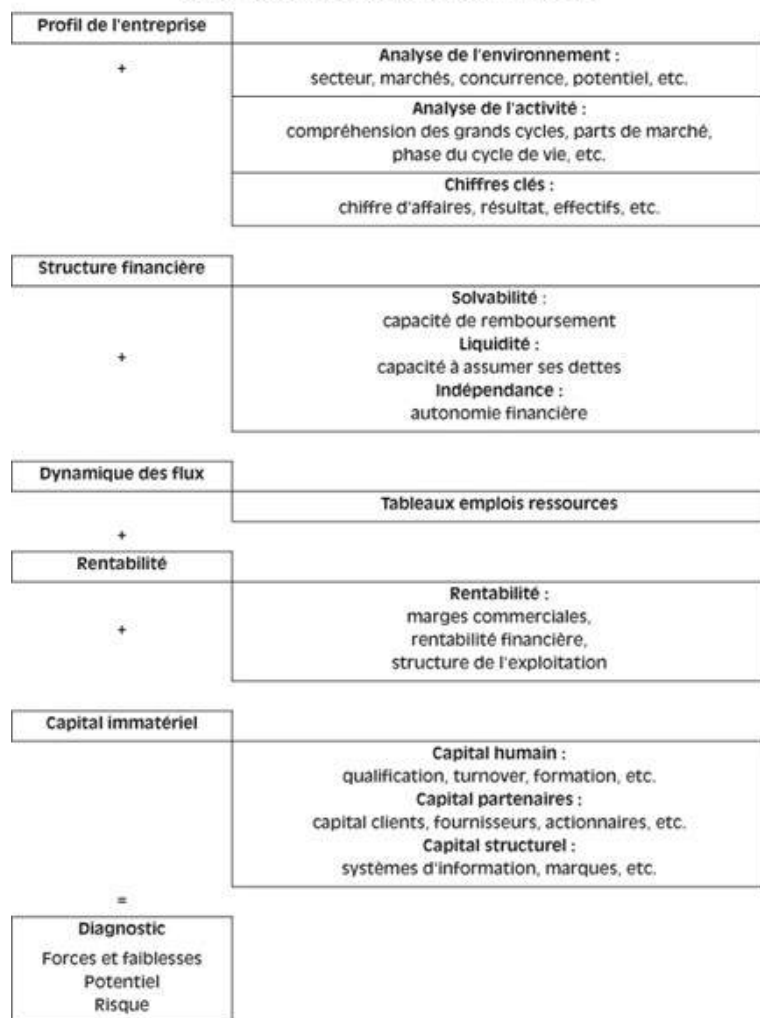 Profil de l'entreprise
+
Analyse de l'environnement :
secteur, marchés, concurrence, potentiel, etc.
Analyse de l'activité :
compréhension des grands cycles, parts de marché,
phase du cycle de vie, etc.
Chiffres clés :
chiffre d'affaires, résultat, effectifs, etc.
Structure financière
+
Solvabilité :
capacité de remboursement
Liquidité :
capacité à assumer ses dettes
Indépendance :
autonomie financière
Dynamique des flux
Tableaux emplois ressources
+
Rentabilité
+
Rentabilité :
marges commerciales,
rentabilité financière,
structure de l'exploitation
Capital immatériel
Capital humain :
qualification, turnover, formation, etc.
Capital partenaires :
capital clients, fournisseurs, actionnaires, etc.
Capital structurel :
systèmes d'information, marques, etc.
=
Diagnostic
Forces et faiblesses
Potentiel
Risque